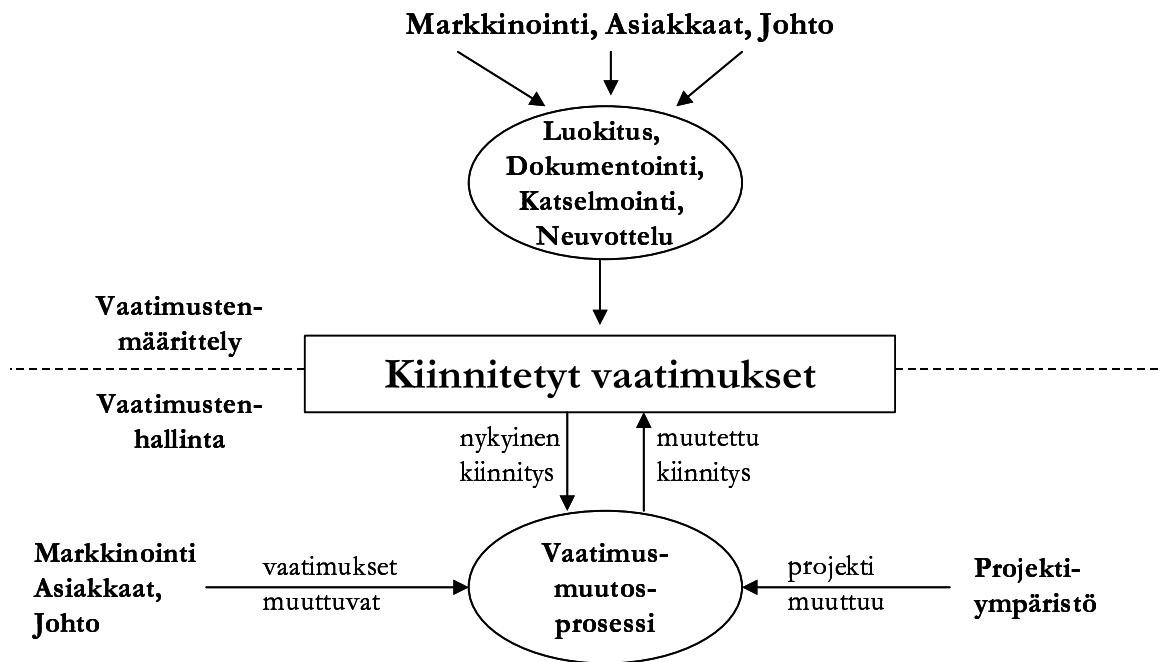 Markkinointi, Asiakkaat, Johto
Luokitus,
Dokumentointi,
Katselmointi,
Neuvottelu
Vaatimusten-
määrittely
Kiinnitetyt vaatimukset
Vaatimusten-
hallinta
nykyinen
kiinnitys
muutettu
kiinnitys
Markkinointi
Asiakkaat,
Johto
vaatimukset
muuttuvat
Vaatimus-
muutos-
prosessi
projekti
muuttuu
Projekti-
ympäristö